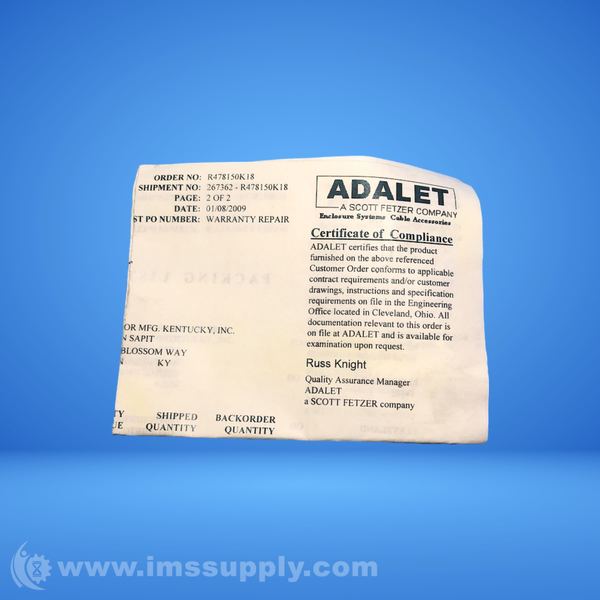 ORDER NO: R478150K18
SHIPMENT NO: 267362 - R478150K18
PAGE: 2 OF 2
DATE: 01/08/2009
ST PO NUMBER: WARRANTY REPAIR
OR MFG. KENTUCKY, INC.
SAPIT
BLOSSOM WAY
KY
SHIPPED BACKORDER
QUANTITY QUANTITY
ADALET
A SCOTT FETZER COMPANY
Enclosure Systems Cable Accessories
Certificate of Compliance
ADALET certifies that the product
furnished on the above referenced
Customer Order conforms to applicable
contract requirements and/or customer
drawings, instructions and specification
requirements on file in the Engineering
Office located in Cleveland, Ohio. All
documentation relevant to this order is
on file at ADALET and is available for
examination upon request.
Russ Knight
Quality Assurance Manager
ADALET
a SCOTT FETZER company
www.imssupply.com